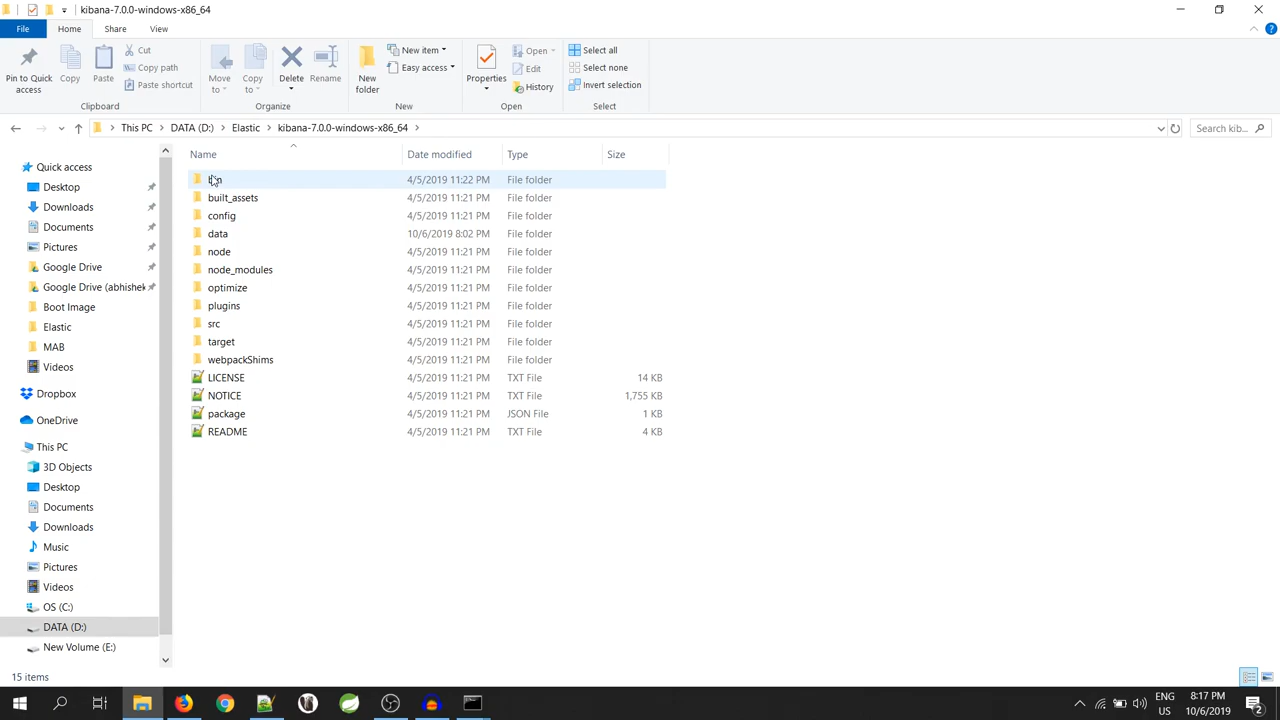 kibana-7.0.0-windows-x86_64
File Home Share View
Pin to Quick access
Copy
Paste
Cut
Copy path
Paste shortcut
Clipboard
Move to
Copy to
Delete
Rename
Organize
New folder
New item
Easy access
New
Properties
Open
Edit
History
Open
Select all
Select none
Invert selection
Select
This PC > DATA (D:) > Elastic > kibana-7.0.0-windows-x86_64 >
Search kib...
Name Date modified Type Size
4/5/2019 11:22 PM File folder
built_assets 4/5/2019 11:21 PM File folder
config 4/5/2019 11:21 PM File folder
data 10/6/2019 8:02 PM File folder
node 4/5/2019 11:21 PM File folder
node_modules 4/5/2019 11:21 PM File folder
optimize 4/5/2019 11:21 PM File folder
plugins 4/5/2019 11:21 PM File folder
src 4/5/2019 11:21 PM File folder
target 4/5/2019 11:21 PM File folder
webpackShims 4/5/2019 11:21 PM File folder
LICENSE 4/5/2019 11:21 PM TXT File 14 KB
NOTICE 4/5/2019 11:21 PM TXT File 1,755 KB
package 4/5/2019 11:21 PM JSON File 1 KB
README 4/5/2019 11:21 PM TXT File 4 KB
Quick access
Desktop
Downloads
Documents
Pictures
Google Drive
Google Drive (abhishek
Boot Image
Elastic
MAB
Videos
Dropbox
OneDrive
This PC
3D Objects
Desktop
Documents
Downloads
Music
Pictures
Videos
OS (C:)
DATA (D:)
New Volume (E:)
15 items
ENG
US
8:17 PM
10/6/2019
2